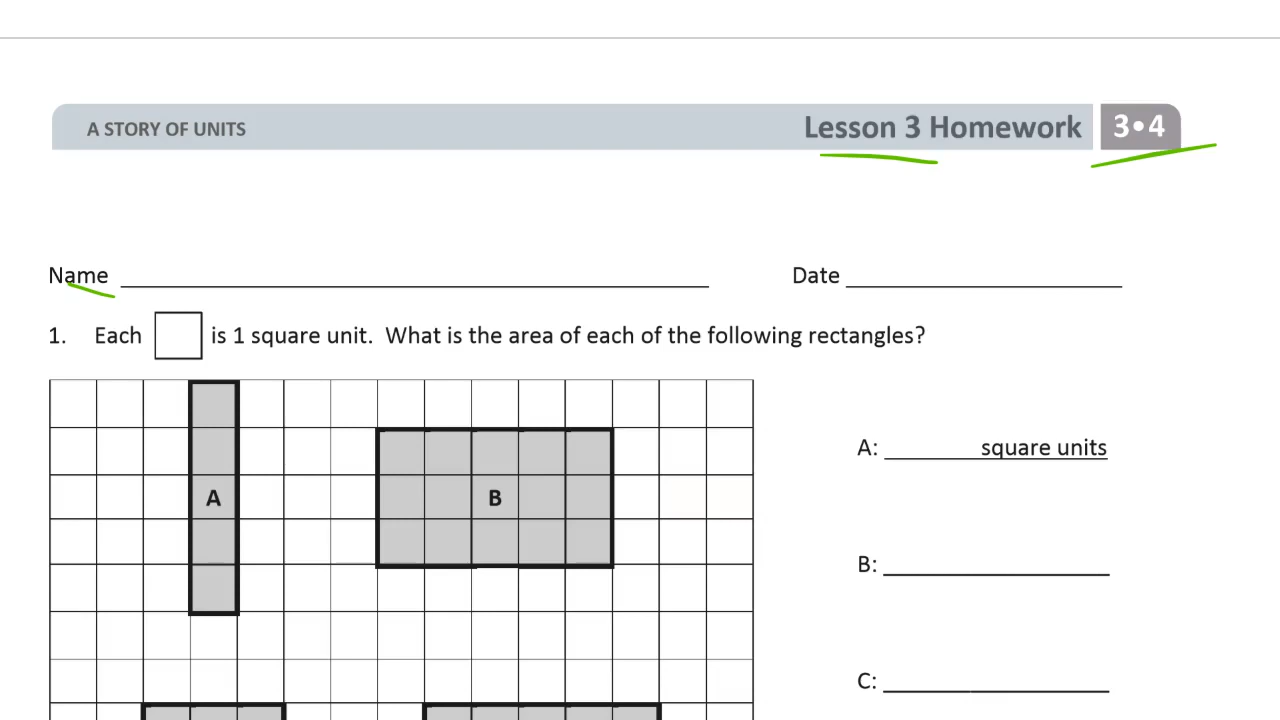 A STORY OF UNITS
Lesson 3 Homework 3•4
Name
Date
1. Each is 1 square unit. What is the area of each of the following rectangles?
A
B
A: square units
B:
C: